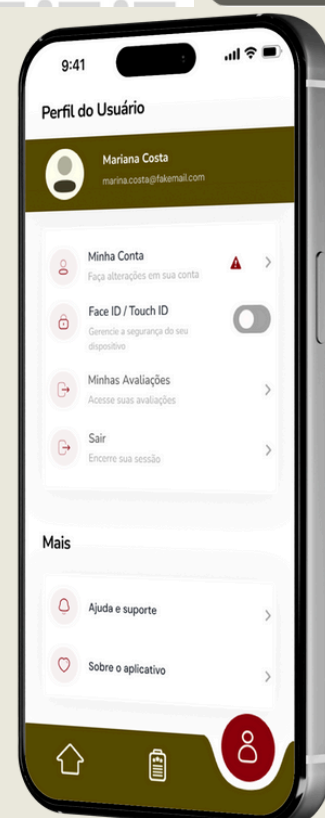 9:41
Perfil do Usuário
Mariana Costa
marina.costa@fakemail.com
Minha Conta
Faça alterações em sua conta
Face ID / Touch ID
Gerencie a segurança do seu
dispositivo
Minhas Avaliações
Acesse suas avaliações
Sair
Encerre sua sessão
Mais
Ajuda e suporte
Sobre o aplicativo